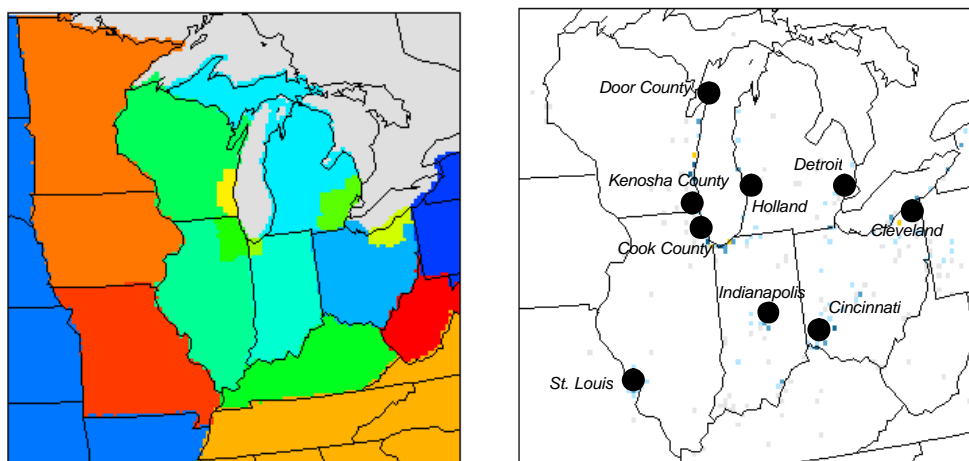 Door County
Detroit
Kenosha County
Holland
Cleveland
Cook County
Indianapolis
Cincinnati
St. Louis